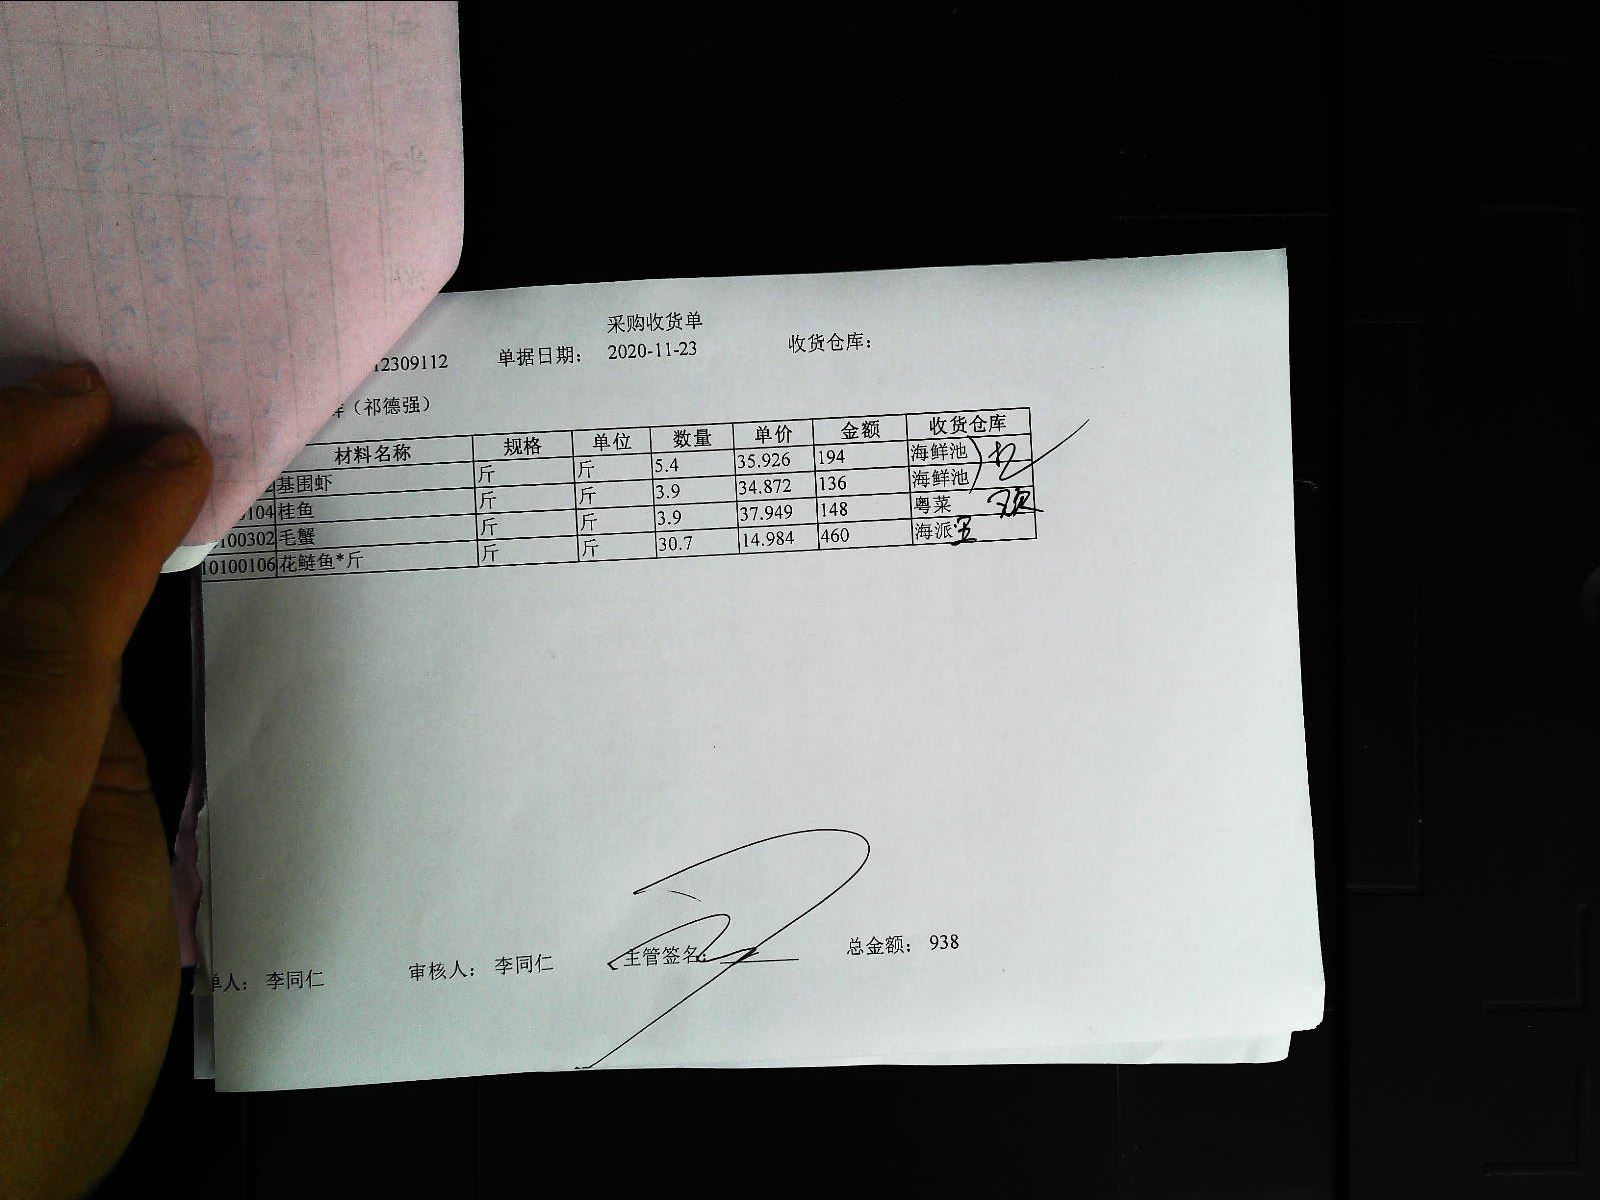 采购收货单
12309112 单据日期： 2020-11-23 收货仓库：
（祁德强）
材料名称 规格 单位 数量 单价 金额 收货仓库
2 基围虾 斤 斤 5.4 35.926 194 海鲜池
104 桂鱼 斤 斤 3.9 34.872 136 海鲜池
100302 毛蟹 斤 斤 3.9 37.949 148 粤菜
10100106 花鲢鱼*斤 斤 斤 30.7 14.984 460 海派
单人： 李同仁 审核人： 李同仁 主管签名： 总金额： 938